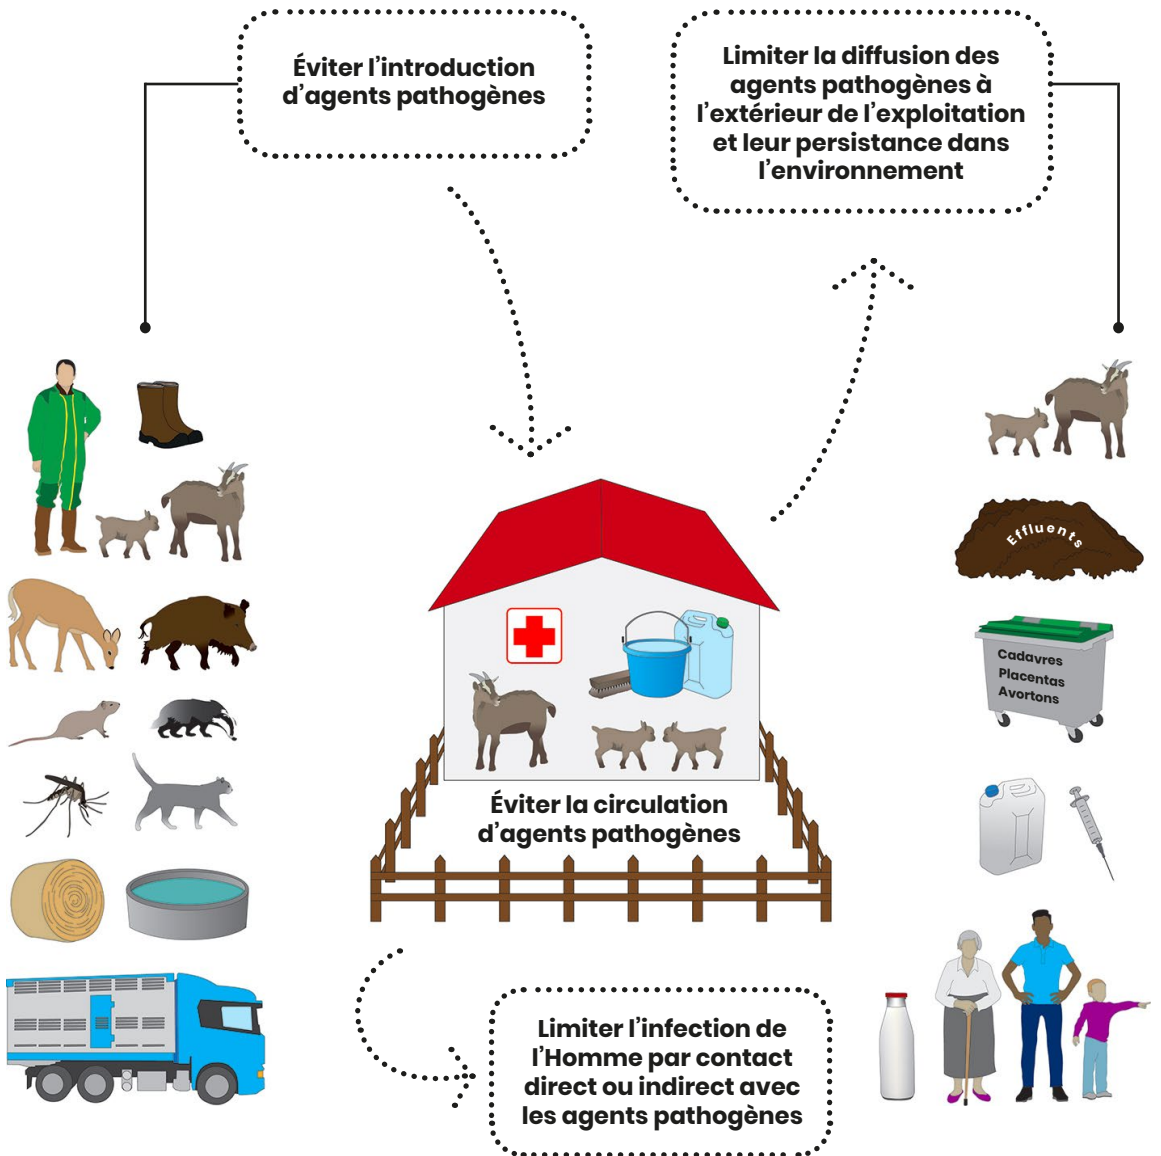 Éviter l'introduction
d'agents pathogènes
Limiter la diffusion des
agents pathogènes à
l'extérieur de l'exploitation
et leur persistance dans
l'environnement
Effluents
Cadavres
Placentas
Avortons
Éviter la circulation
d'agents pathogènes
Limiter l'infection de
l'Homme par contact
direct ou indirect avec
les agents pathogènes